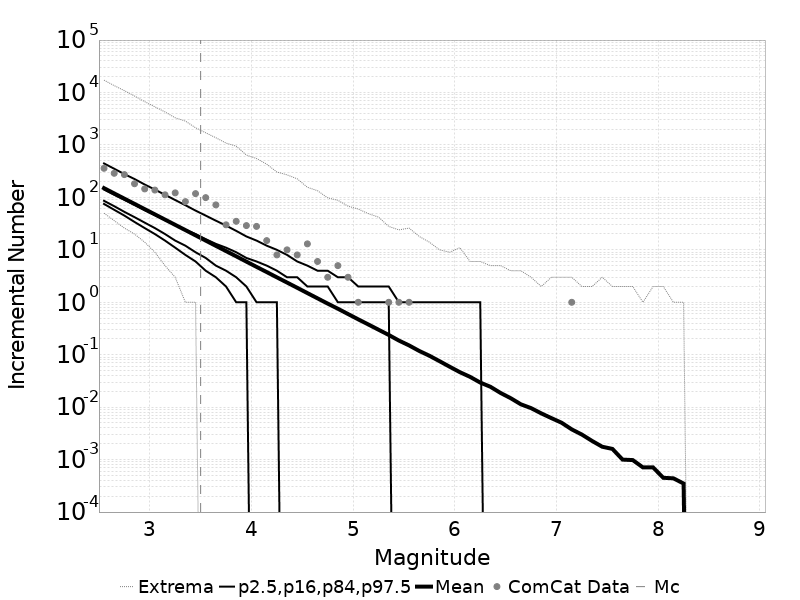 10^5
10^4
10^3
10^2
10^1
10^0
10^-1
10^-2
10^-3
10^-4
Incremental Number
3 4 5 6 7 8 9
Magnitude
Extrema p2.5,p16,p84,p97.5 Mean ComCat Data Mc